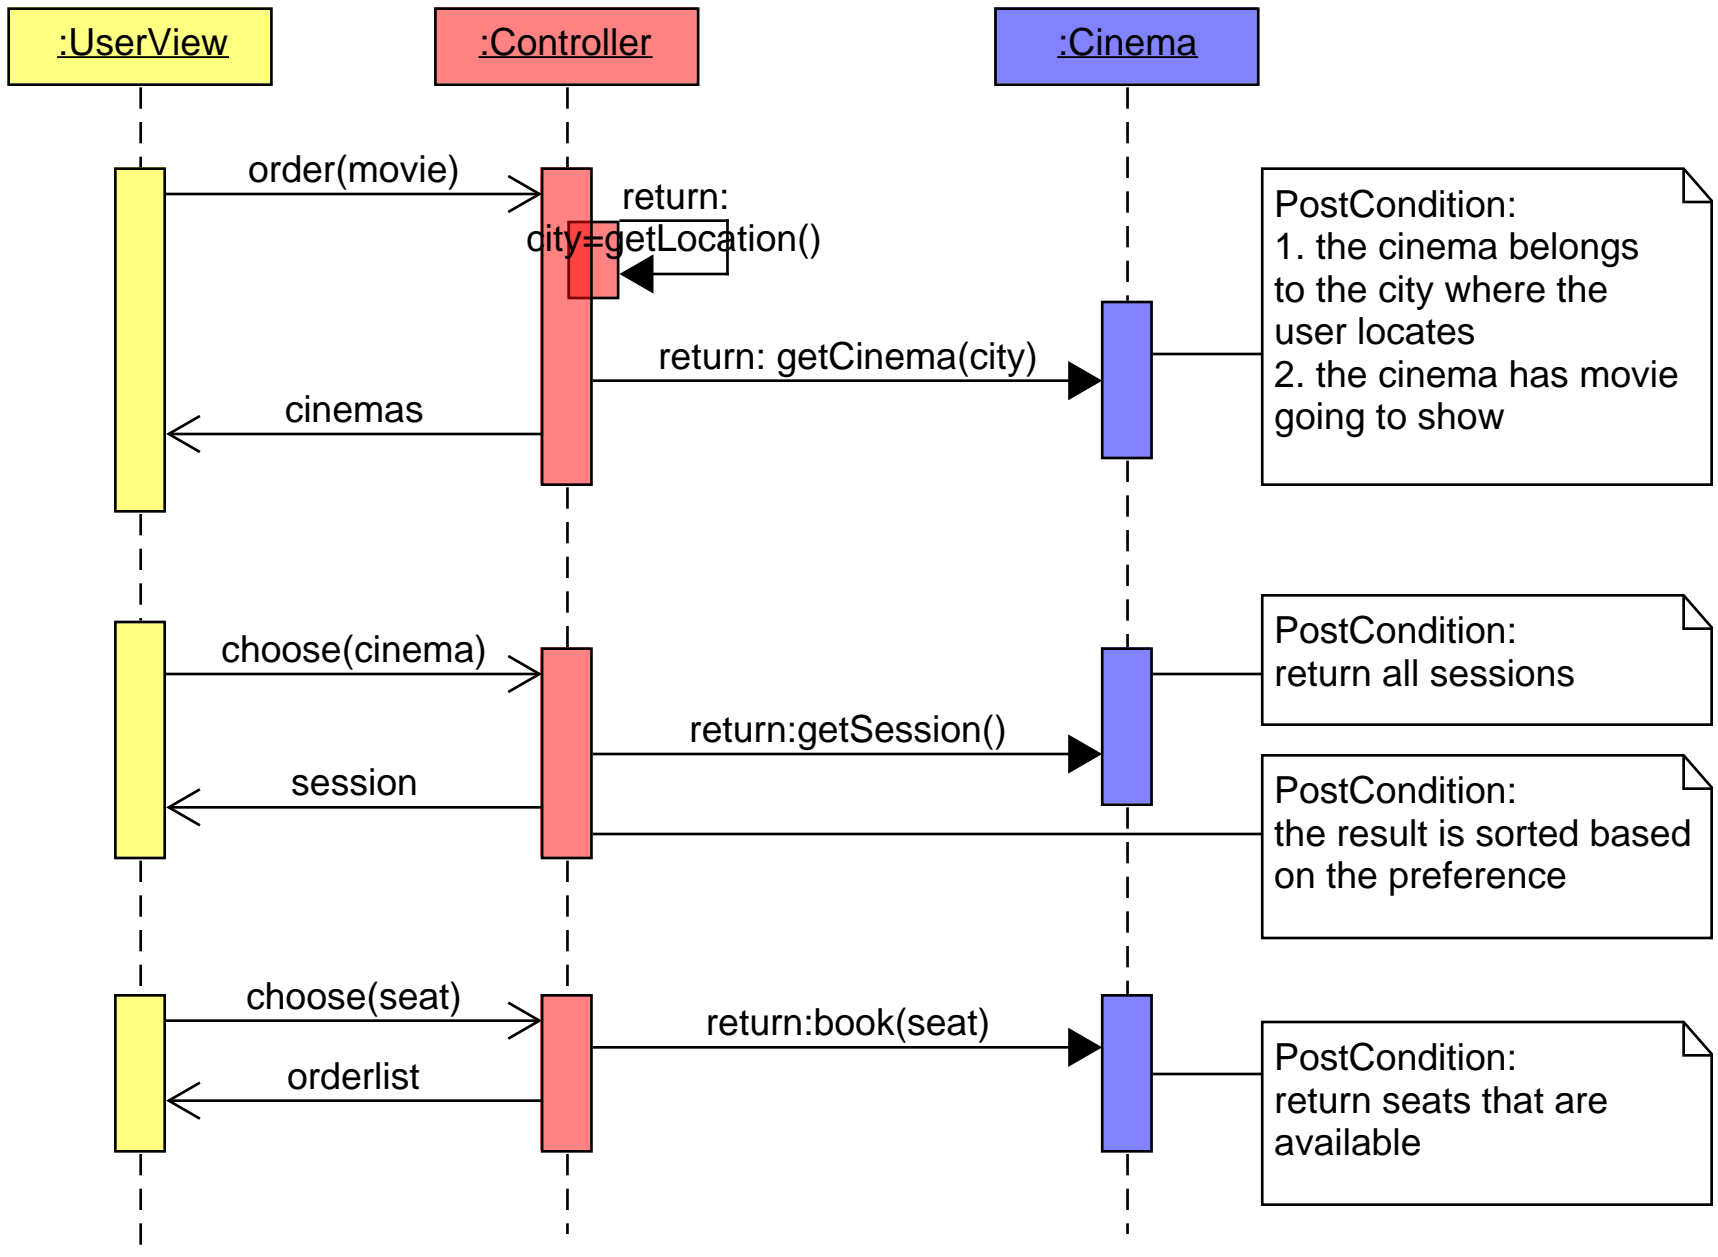 :UserView
:Controller
:Cinema
order(movie)
return:
city=getLocation()
PostCondition:
1. the cinema belongs
to the city where the
user locates
2. the cinema has movie
going to show
return: getCinema(city)
cinemas
choose(cinema)
PostCondition:
return all sessions
return:getSession()
session
PostCondition:
the result is sorted based
on the preference
choose(seat)
return:book(seat)
orderlist
PostCondition:
return seats that are
available